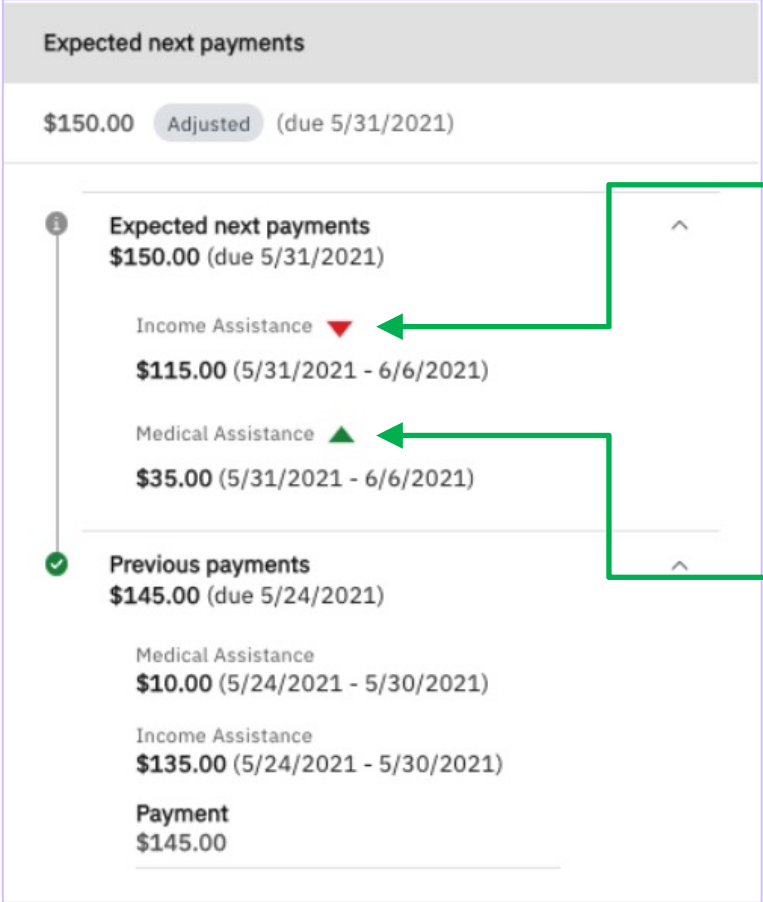 Expected next payments
$150.00 Adjusted (due 5/31/2021)
Expected next payments
$150.00 (due 5/31/2021)
Income Assistance
$115.00 (5/31/2021 - 6/6/2021)
Medical Assistance
$35.00 (5/31/2021 - 6/6/2021)
Previous payments
$145.00 (due 5/24/2021)
Medical Assistance
$10.00 (5/24/2021 - 5/30/2021)
Income Assistance
$135.00 (5/24/2021 - 5/30/2021)
Payment
$145.00